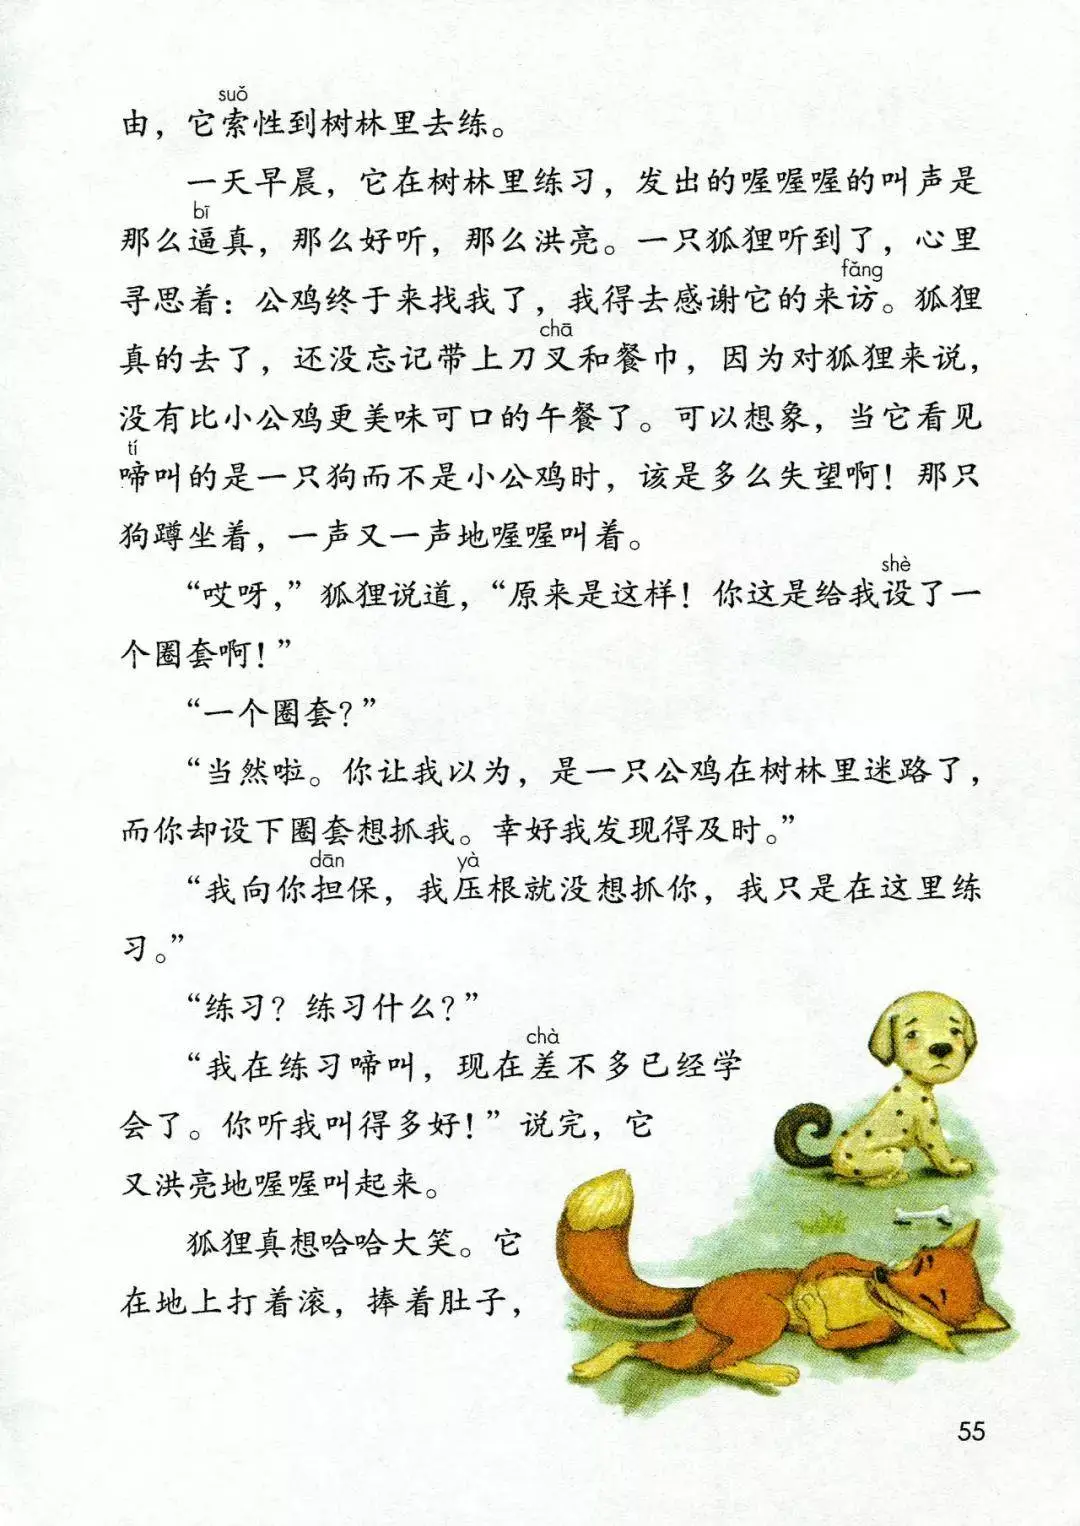 suǒ
由，它索性到树林里去练。
一天早晨，它在树林里练习，发出的喔喔喔的叫声是
bī
那么逼真，那么好听，那么洪亮。一只狐狸听到了，心里
fǎng
寻思着：公鸡终于来找我了，我得去感谢它的来访。狐狸
chā
真的去了，还没忘记带上刀叉和餐巾，因为对狐狸来说，
没有比小公鸡更美味可口的午餐了。可以想象，当它看见
tí
啼叫的是一只狗而不是小公鸡时，该是多么失望啊！那只
狗蹲坐着，一声又一声地喔喔叫着。
shè
“哎呀，”狐狸说道，“原来是这样！你这是给我设了一
个圈套啊！”
“一个圈套？”
“当然啦。你让我以为，是一只公鸡在树林里迷路了，
而你却设下圈套想抓我。幸好我发现得及时。”
dān yà
“我向你担保，我压根就没想抓你，我只是在这里练
习。”
“练习？练习什么？”
chà
“我在练习啼叫，现在差不多已经学
会了。你听我叫得多好！”说完，它
又洪亮地喔喔叫起来。
狐狸真想哈哈大笑。它
在地上打着滚，捧着肚子，
55